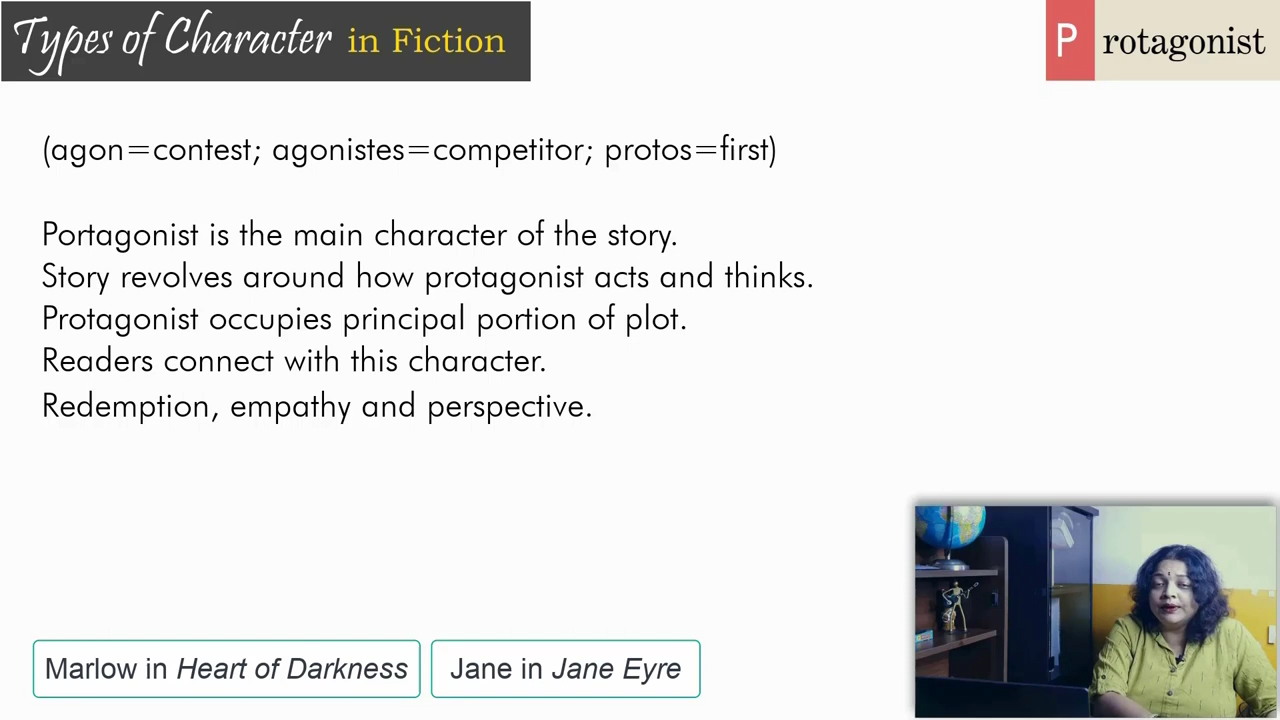 Types of Character in Fiction
Protagonist
(agon=contest; agonistes=competitor; protos=first)
Portagonist is the main character of the story.
Story revolves around how protagonist acts and thinks.
Protagonist occupies principal portion of plot.
Readers connect with this character.
Redemption, empathy and perspective.
Marlow in Heart of Darkness
Jane in Jane Eyre